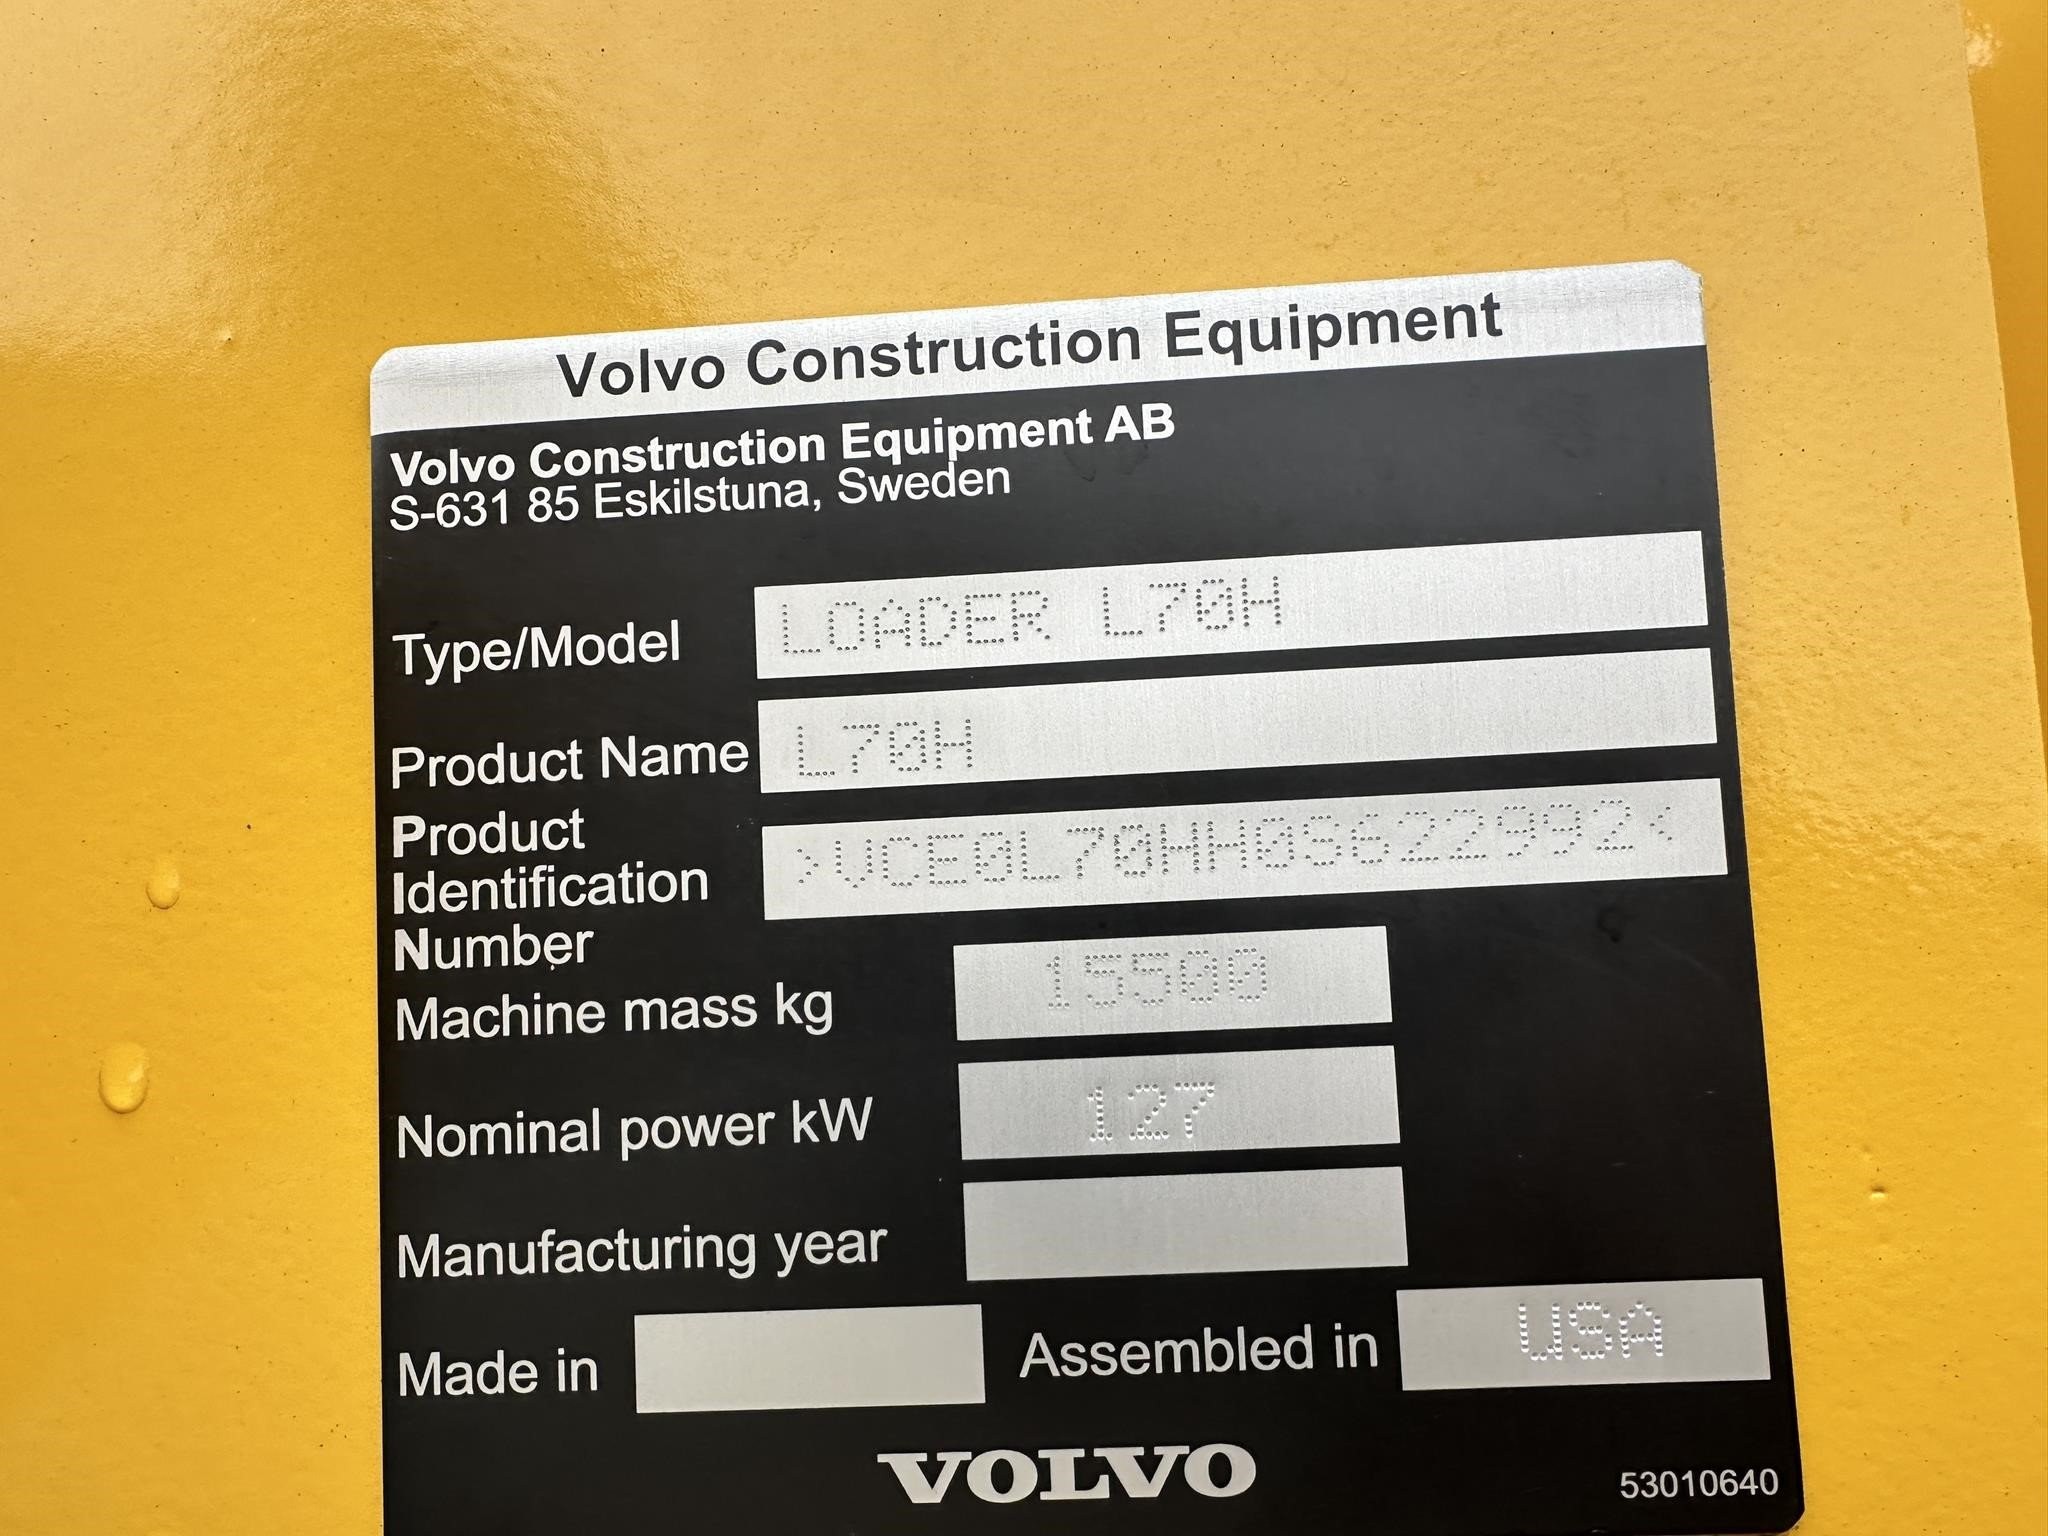 Volvo Construction Equipment
Volvo Construction Equipment AB
S-631 85 Eskilstuna, Sweden
Type/Model LOADER L70H
Product Name L70H
Product
Identification
Number >VCE0L70HH0S622992<
Machine mass kg 15500
Nominal power kW 127
Manufacturing year
Made in Assembled in USA
VOLVO 53010640